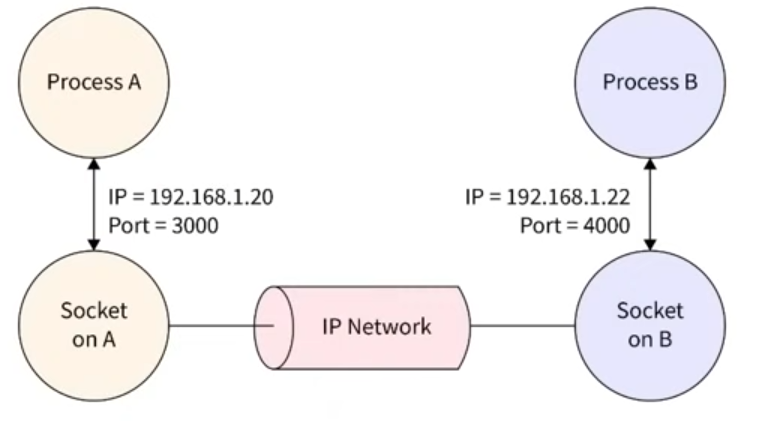 Process A
Process B
IP = 192.168.1.20
Port = 3000
IP = 192.168.1.22
Port = 4000
Socket
on A
IP Network
Socket
on B